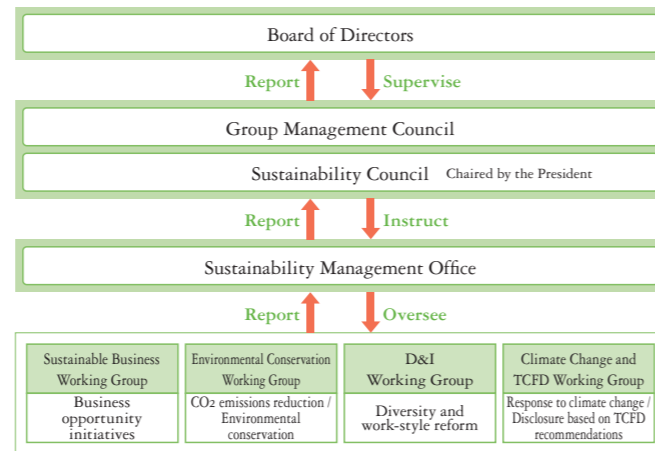 Board of Directors
Report
Supervise
Group Management Council
Sustainability Council Chaired by the President
Report
Instruct
Sustainability Management Office
Report
Oversee
Sustainable Business
Working Group
Business
opportunity
initiatives
Environmental Conservation
Working Group
CO2 emissions reduction /
Environmental
conservation
D&I
Working Group
Diversity and
work-style reform
Climate Change and
TCFD Working Group
Response to climate change /
Disclosure based on TCFD
recommendations